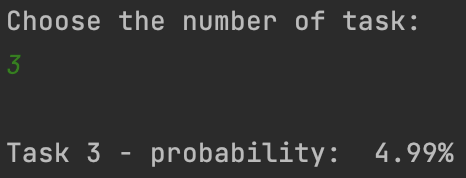 Choose the number of task:
3
Task 3 - probability:  4.99%